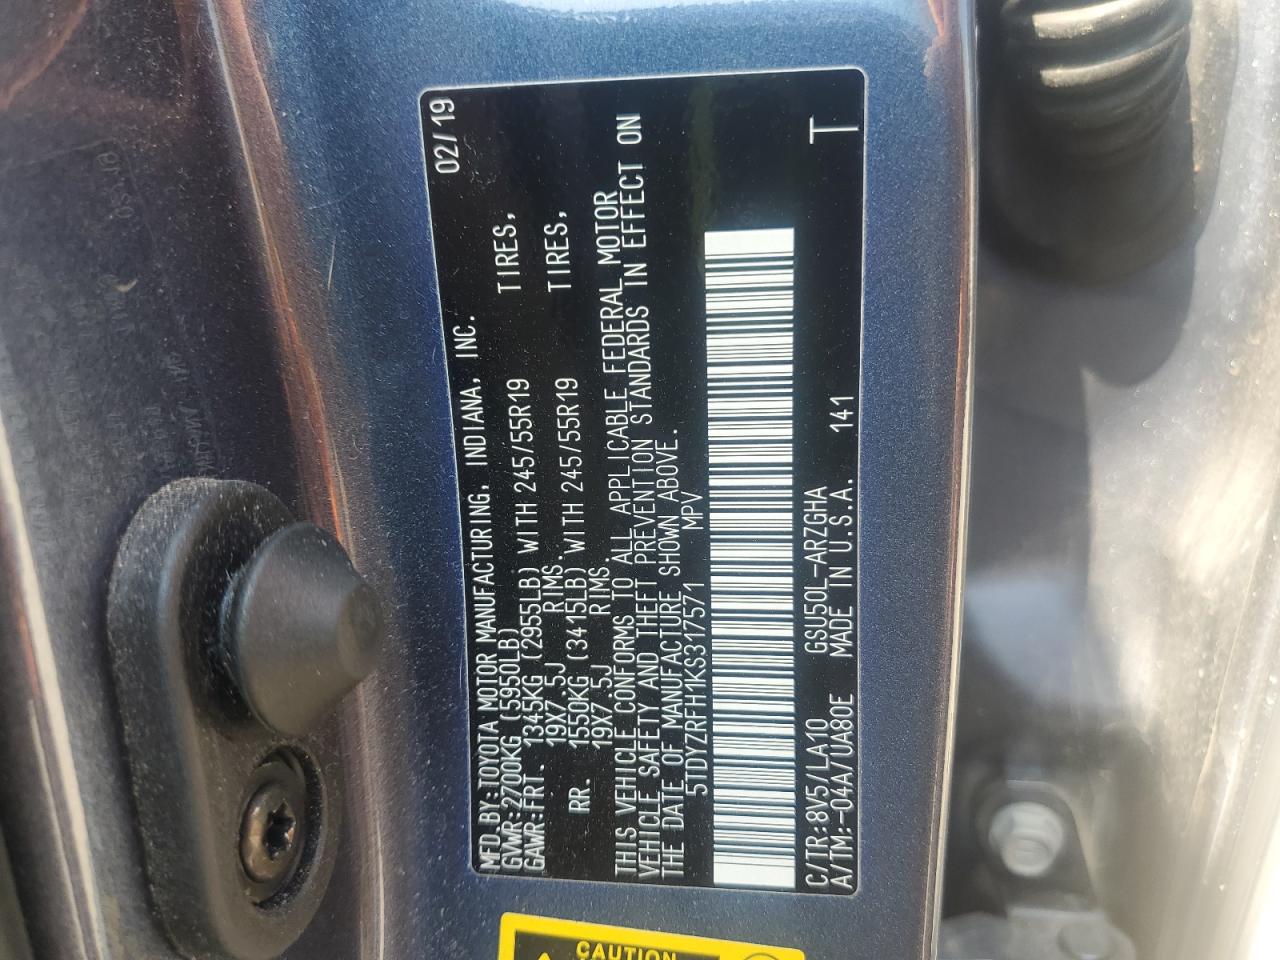 MFD.BY:TOYOTA MOTOR MANUFACTURING, INDIANA, INC. 02/19
GVWR:2700KG (5950LB)
GAWR:FRT. 1345KG (2955LB) WITH 245/55R19 TIRES,
19X7.5J RIMS.
RR. 1550KG (3415LB) WITH 245/55R19 TIRES,
19X7.5J RIMS.
THIS VEHICLE CONFORMS TO ALL APPLICABLE FEDERAL MOTOR
VEHICLE SAFETY AND THEFT PREVENTION STANDARDS IN EFFECT ON
THE DATE OF MANUFACTURE SHOWN ABOVE.
5TDYZRFH1KS317571 MPV
C/TR:8V5/LA10 GSU50L-ARZGHA T
A/TM:-04A/UA80E MADE IN U.S.A. 141
CAUTION